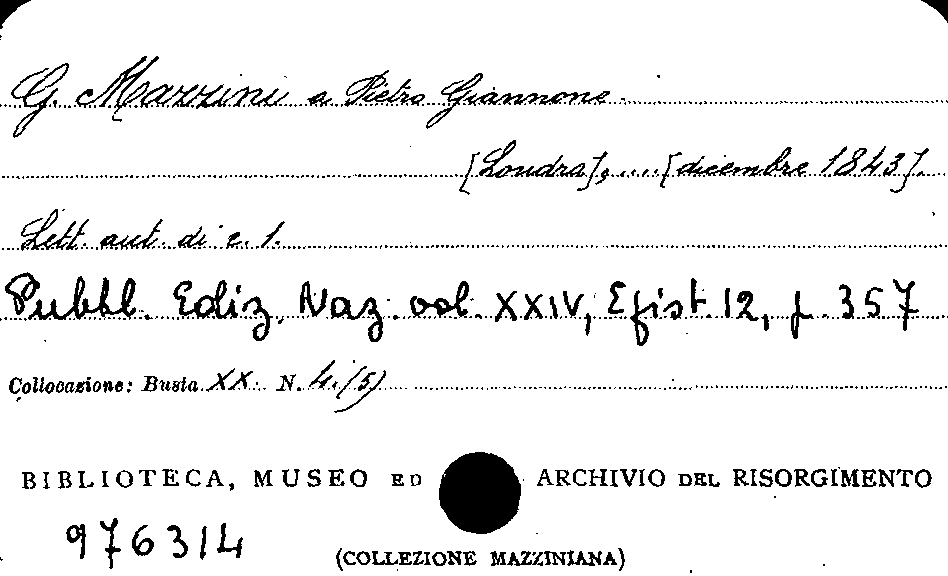 G. Mazzini a Pietro Giannone.
[Londra], ....[dicembre 1843].
Lett. aut. di c. 1.
Pubbl. Ediz. Naz. vol. XXIV, Epist. 12, p. 357
Collocazione: Busta XX. N. 4./(5)
BIBLIOTECA, MUSEO ED ARCHIVIO DEL RISORGIMENTO
976314
(COLLEZIONE MAZZINIANA)